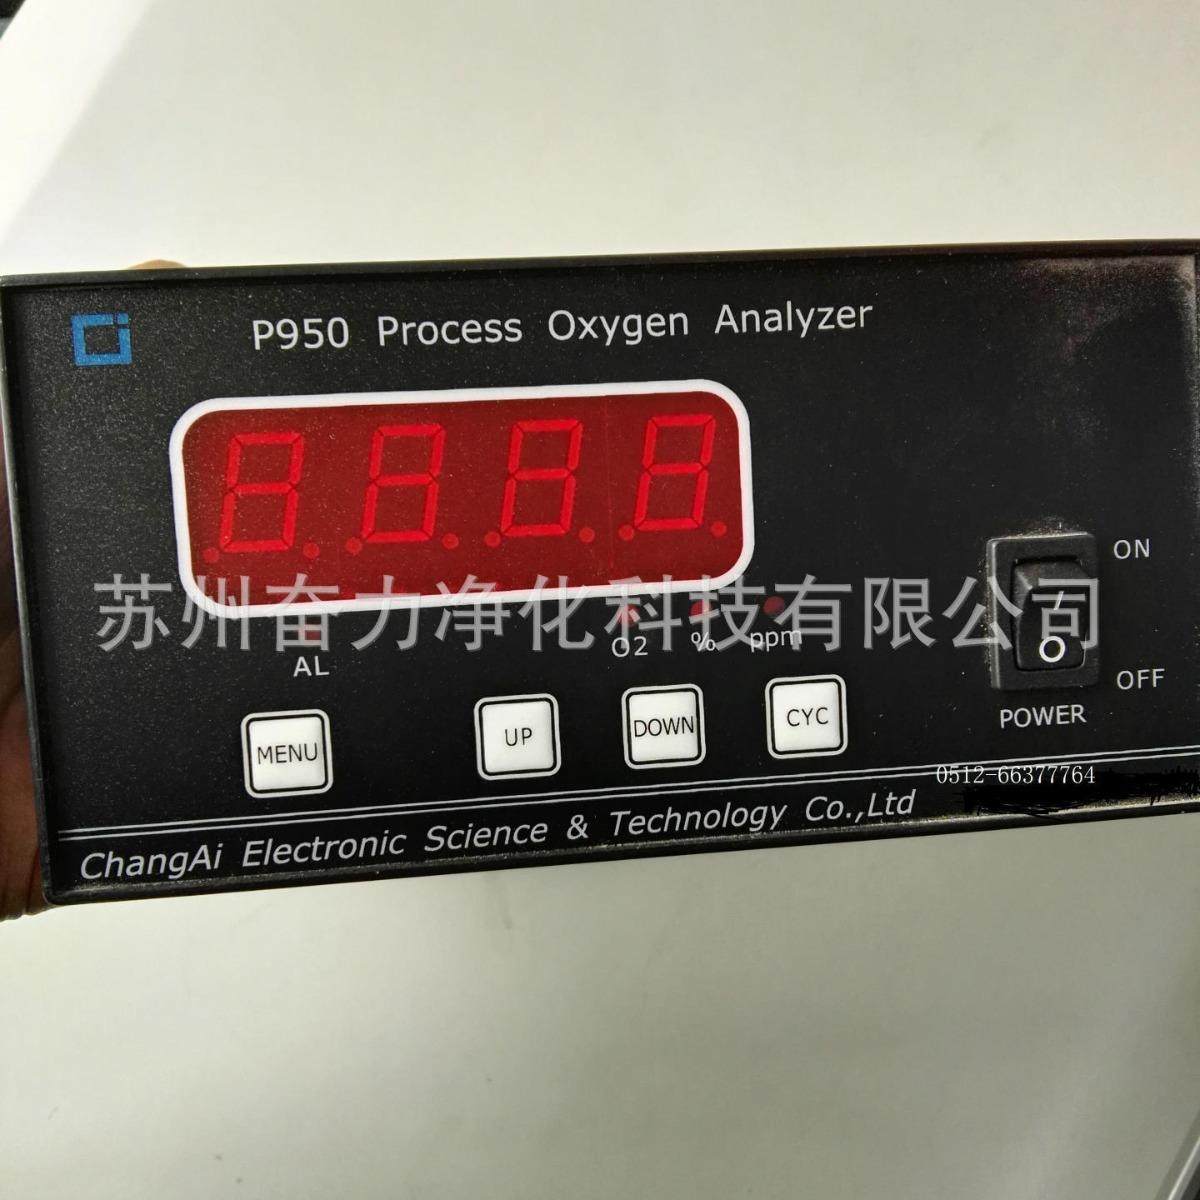 P950 Process Oxygen Analyzer
8.8.8.8.
苏州奋力净化科技有限公司
AL
O2 % ppm
ON
OFF
POWER
MENU
UP
DOWN
CYC
0512-66377764
ChangAi Electronic Science & Technology Co.,Ltd